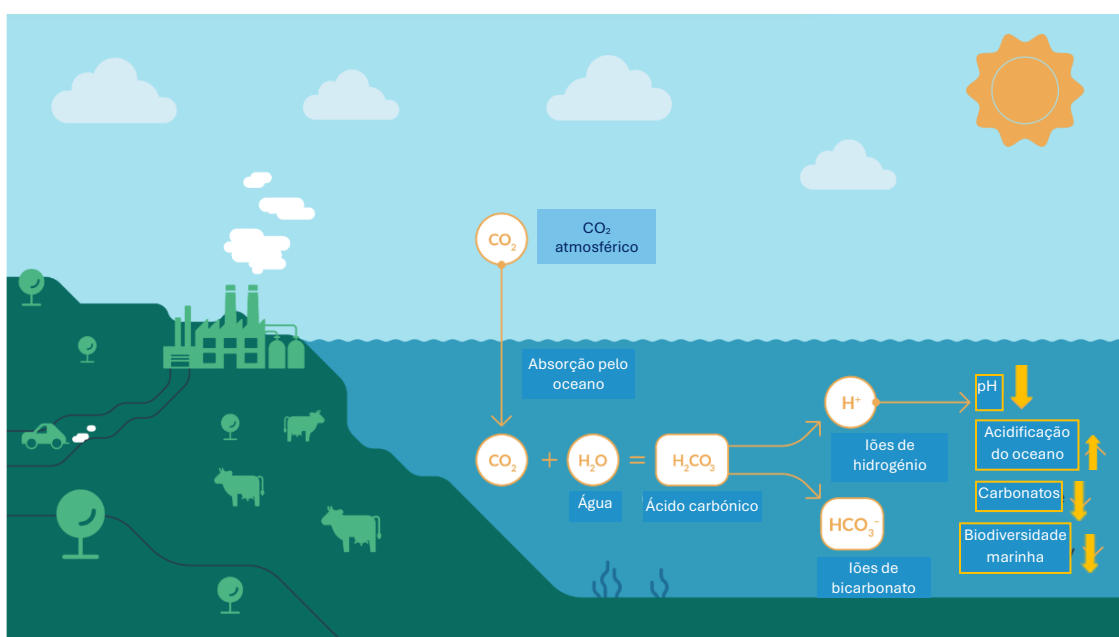 CO₂
CO₂
atmosférico
Absorção pelo
oceano
CO₂ + H₂O = H₂CO₃
Água
Ácido carbónico
H⁺
Iões de
hidrogénio
HCO₃⁻
Iões de
bicarbonato
pH
Acidificação
do oceano
Carbonatos
Biodiversidade
marinha